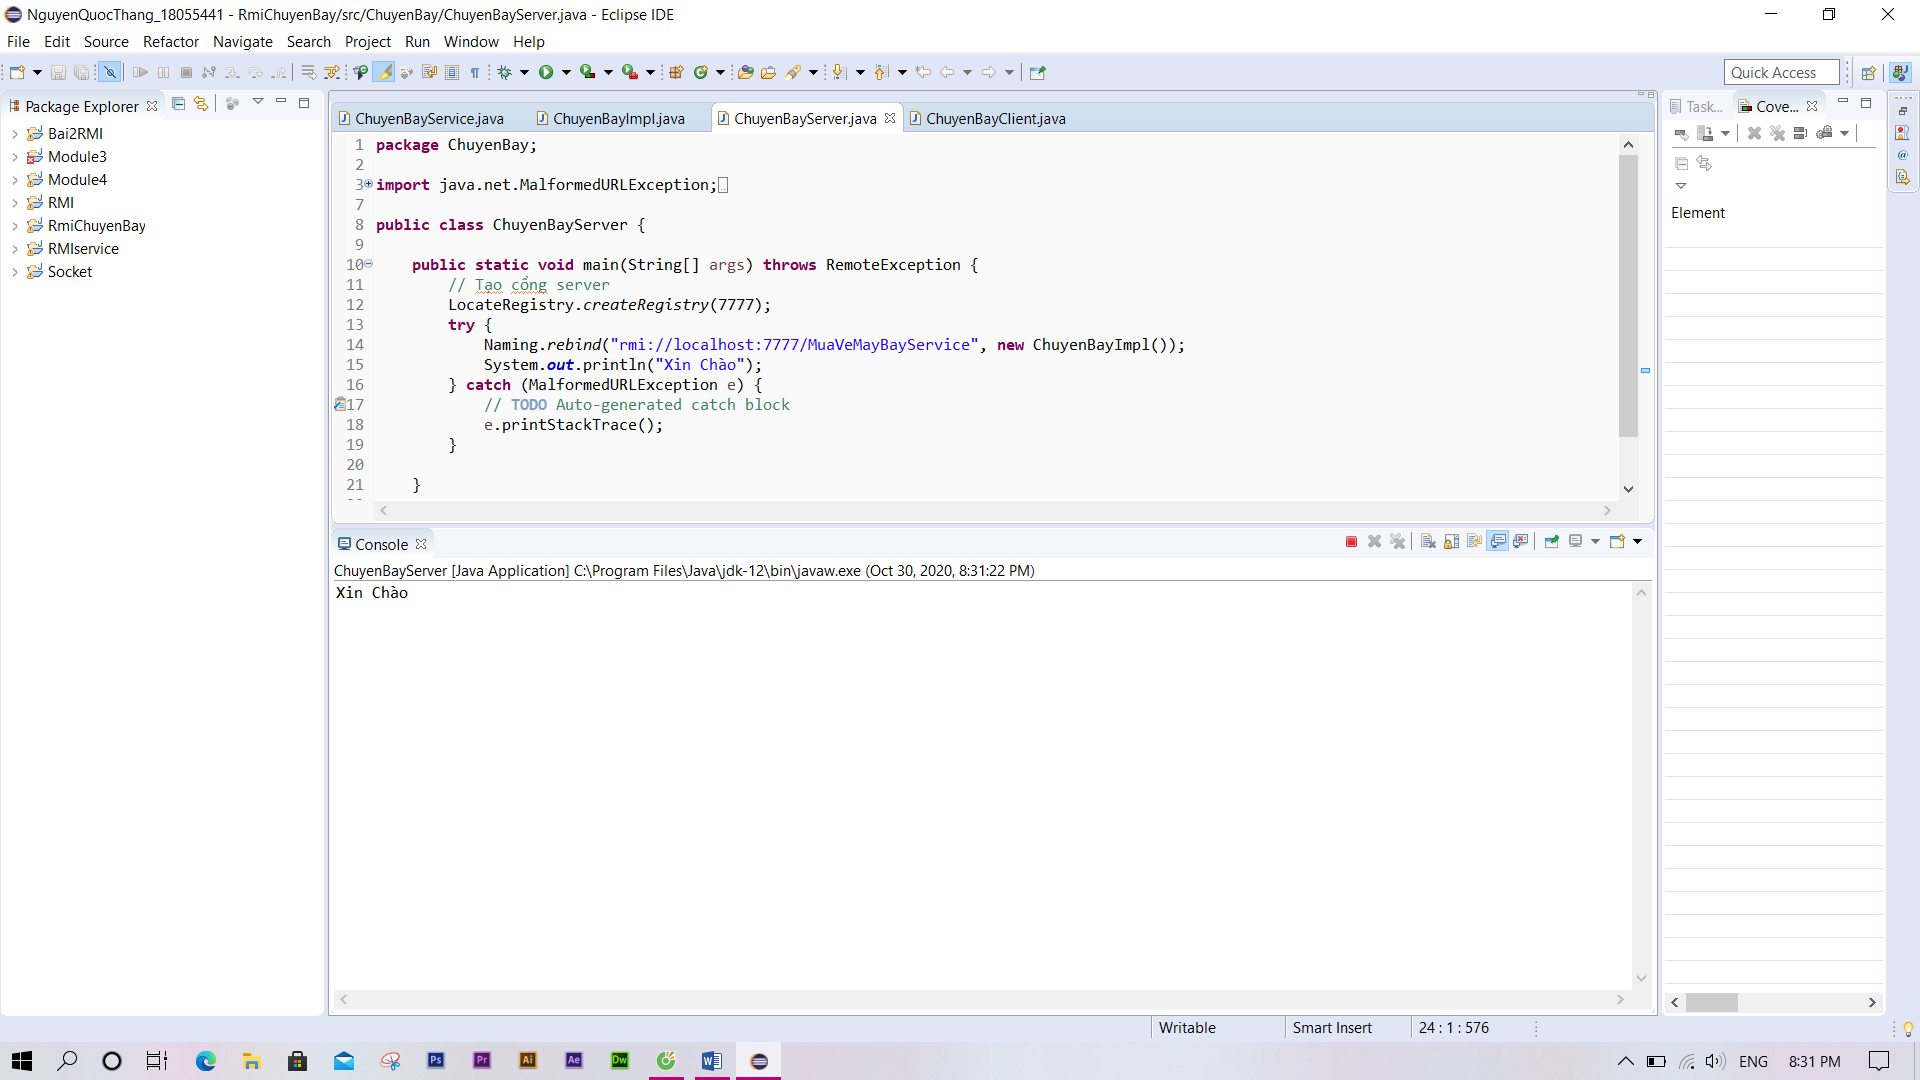 NguyenQuocThang_18055441 - RmiChuyenBay/src/ChuyenBay/ChuyenBayServer.java - Eclipse IDE
File Edit Source Refactor Navigate Search Project Run Window Help
Quick Access
Package Explorer
Bai2RMI
Module3
Module4
RMI
RmiChuyenBay
RMIservice
Socket
ChuyenBayService.java ChuyenBayImpl.java ChuyenBayServer.java ChuyenBayClient.java
1 package ChuyenBay;
2
3 import java.net.MalformedURLException;
7
8 public class ChuyenBayServer {
9
10 public static void main(String[] args) throws RemoteException {
11 // Tạo cổng server
12 LocateRegistry.createRegistry(7777);
13 try {
14 Naming.rebind("rmi://localhost:7777/MuaVeMayBayService", new ChuyenBayImpl());
15 System.out.println("Xin Chào");
16 } catch (MalformedURLException e) {
17 // TODO Auto-generated catch block
18 e.printStackTrace();
19 }
20
21 }
Console
ChuyenBayServer [Java Application] C:\Program Files\Java\jdk-12\bin\javaw.exe (Oct 30, 2020, 8:31:22 PM)
Xin Chào
Task... Cove...
Element
Writable Smart Insert 24 : 1 : 576
Ps Pr Ai Ae Dw
ENG 8:31 PM